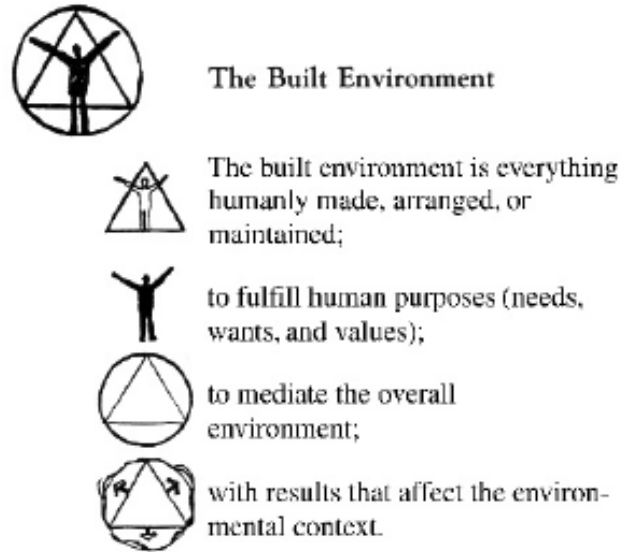 The Built Environment
The built environment is everything
humanly made, arranged, or
maintained;
to fulfill human purposes (needs,
wants, and values);
to mediate the overall
environment;
with results that affect the environ-
mental context.